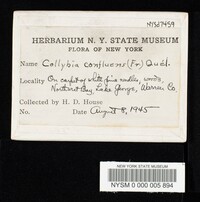 NYSf7459
HERBARIUM N. Y. STATE MUSEUM
FLORA OF NEW YORK
Name Collybia confluens (Fr) Quél.
Locality On carpet of white pine needles, woods,
Northwest Bay, Lake George, Warren Co.
Collected by H. D. House
No. Date August 8, 1945
NEW YORK STATE MUSEUM
NYSM 0 000 005 894